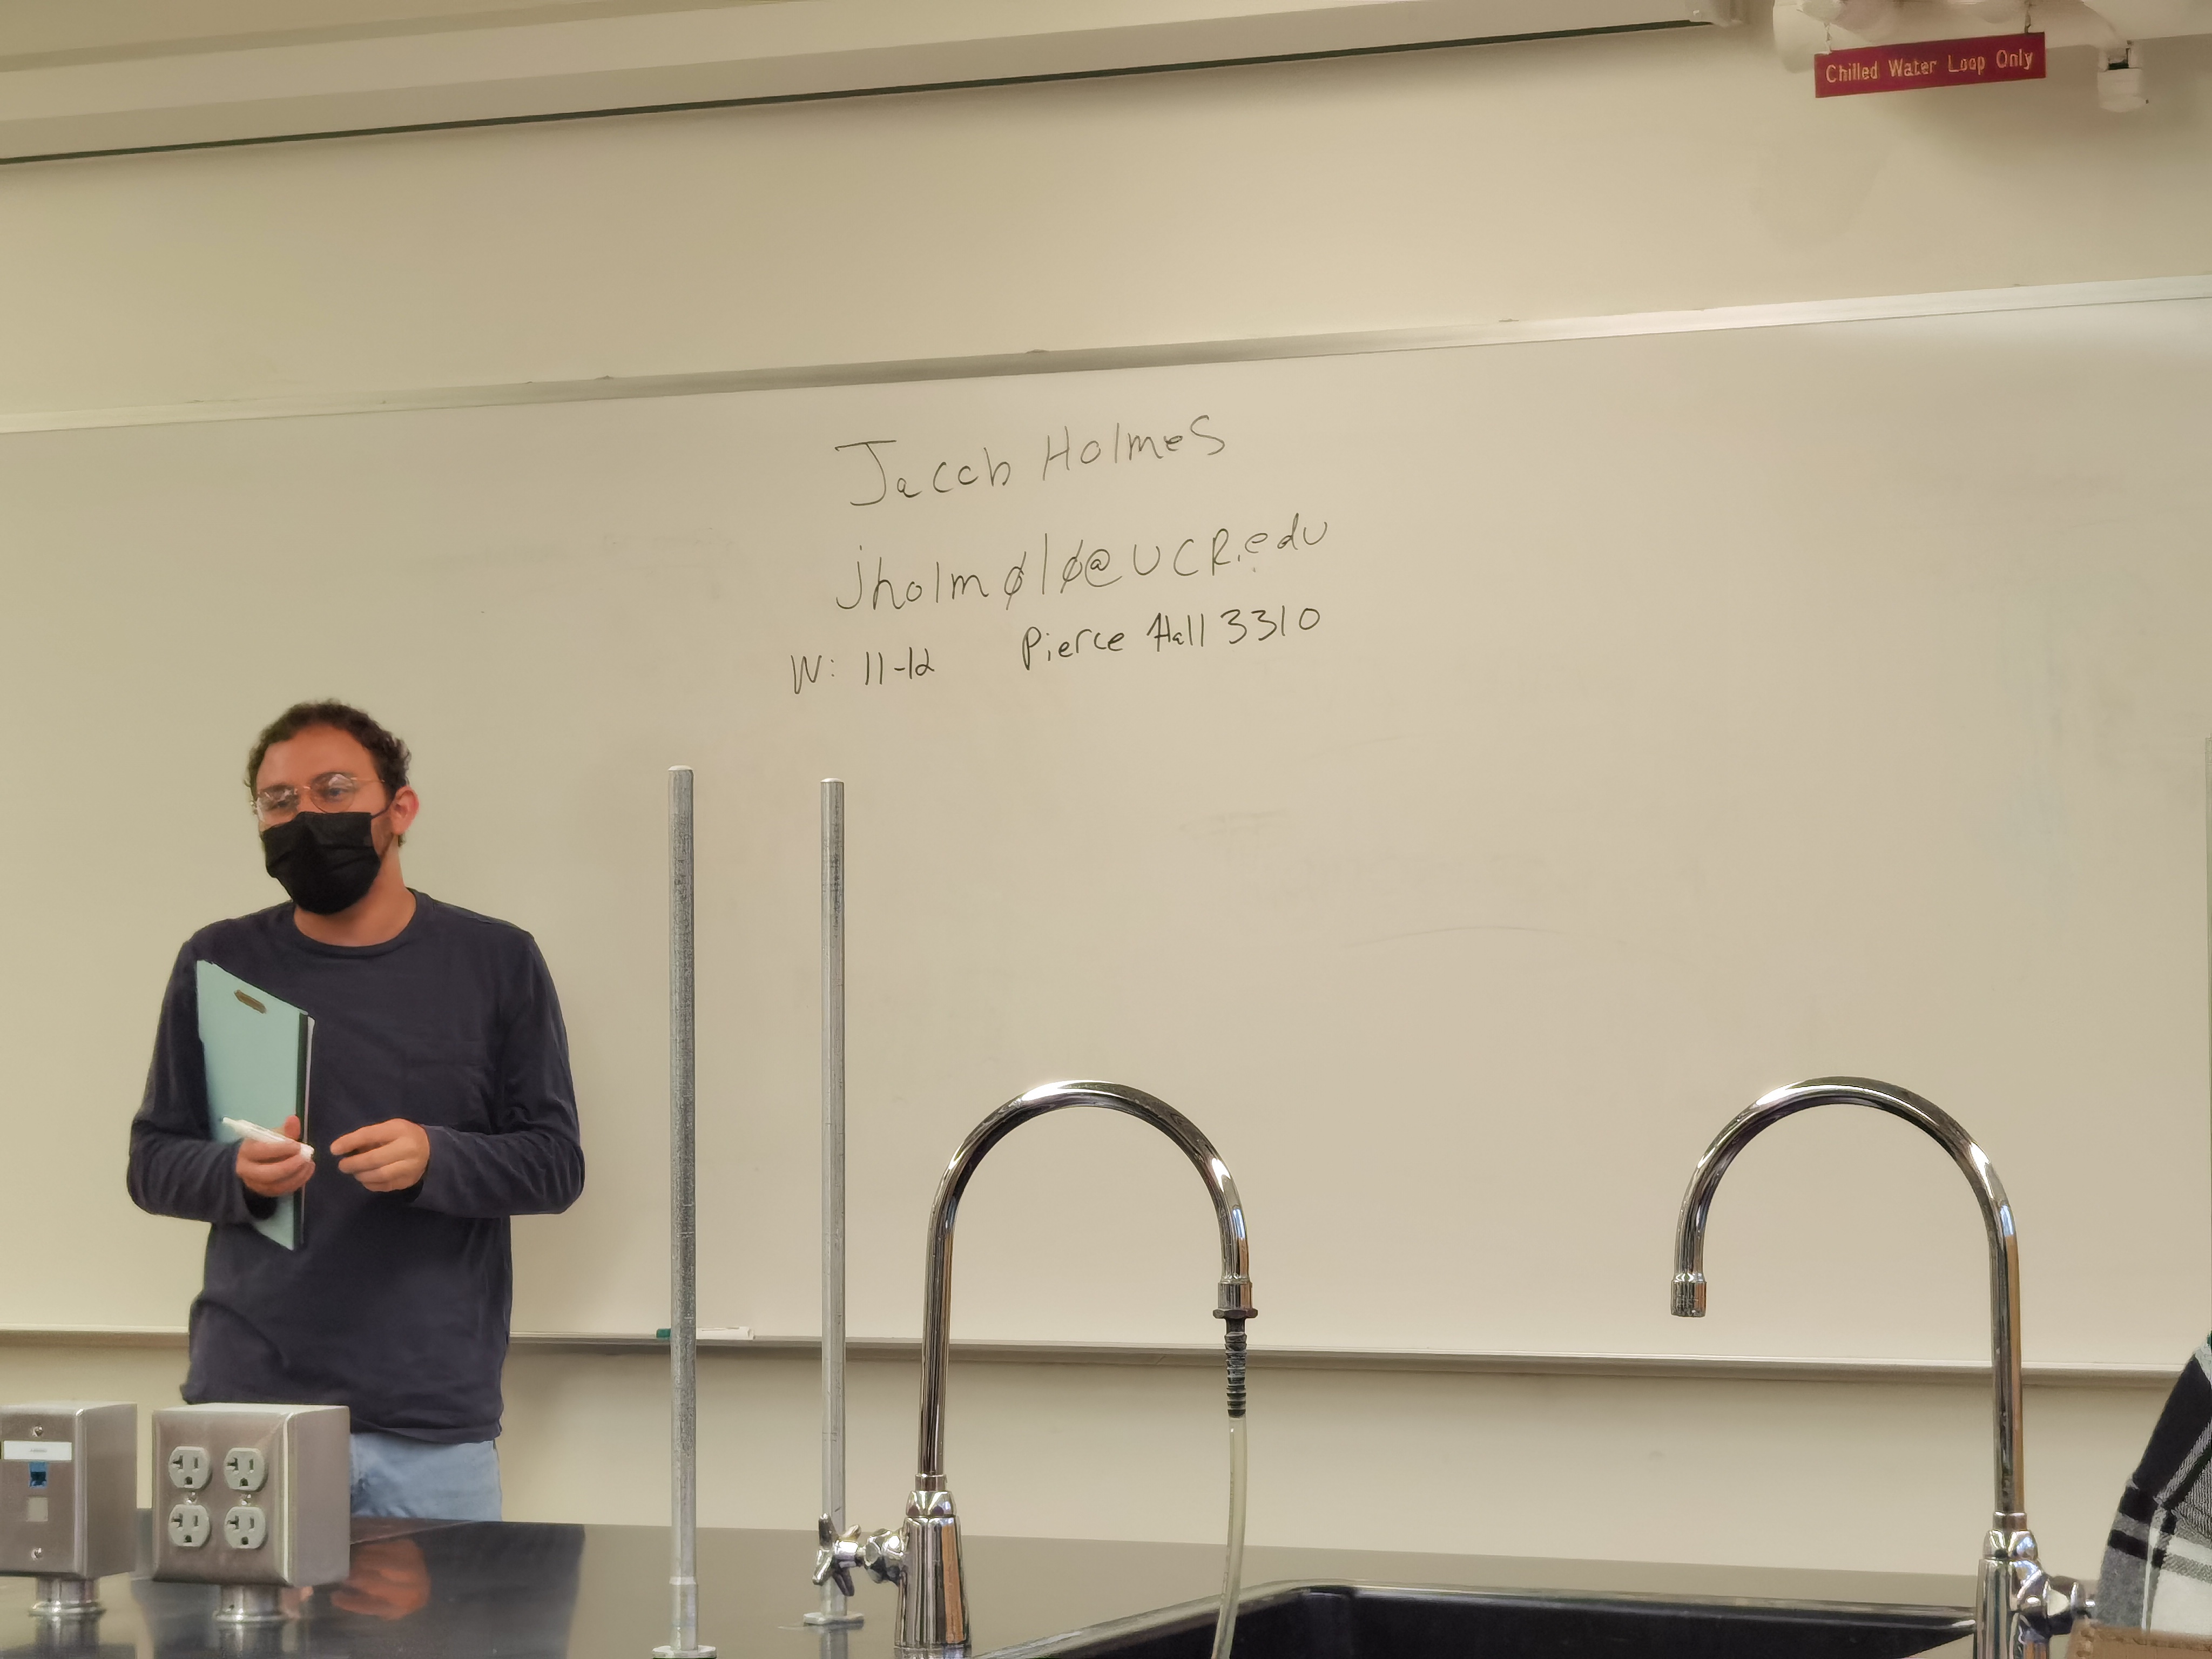 Chilled Water Loop Only
Jacob Holmes
jholm010@UCR.edu
W: 11-12 Pierce Hall 3310